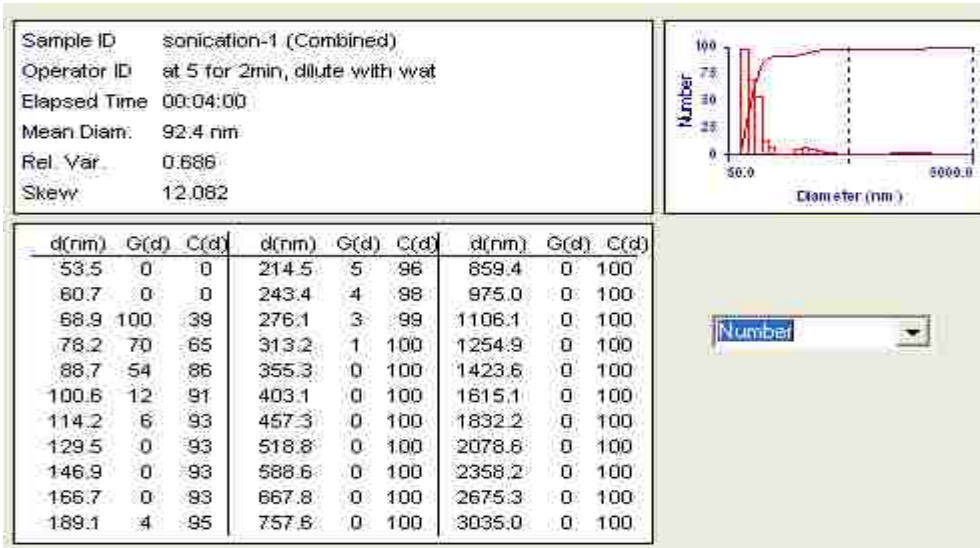 Sample ID sonication-1 (Combined)
Operator ID at 5 for 2min, dilute with wat
Elapsed Time 00:04:00
Mean Diam. 92.4 nm
Rel. Var. 0.686
Skew 12.082
100
75
50
25
0
Number
50.0 5000.0
Diameter (nm)
d(nm) G(d) C(d) d(nm) G(d) C(d) d(nm) G(d) C(d)
53.5 0 0 214.5 5 96 859.4 0 100
60.7 0 0 243.4 4 98 975.0 0 100
68.9 100 39 276.1 3 99 1106.1 0 100
78.2 70 65 313.2 1 100 1254.9 0 100
88.7 54 86 355.3 0 100 1423.6 0 100
100.6 12 91 403.1 0 100 1615.1 0 100
114.2 6 93 457.3 0 100 1832.2 0 100
129.5 0 93 518.8 0 100 2078.6 0 100
146.9 0 93 588.6 0 100 2358.2 0 100
166.7 0 93 667.8 0 100 2675.3 0 100
189.1 4 95 757.6 0 100 3035.0 0 100
Number